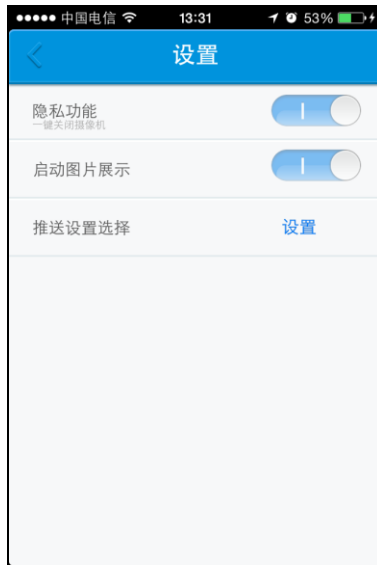 中国电信 13:31 53%
设置
隐私功能
一键关闭摄像机
启动图片展示
推送设置选择 设置